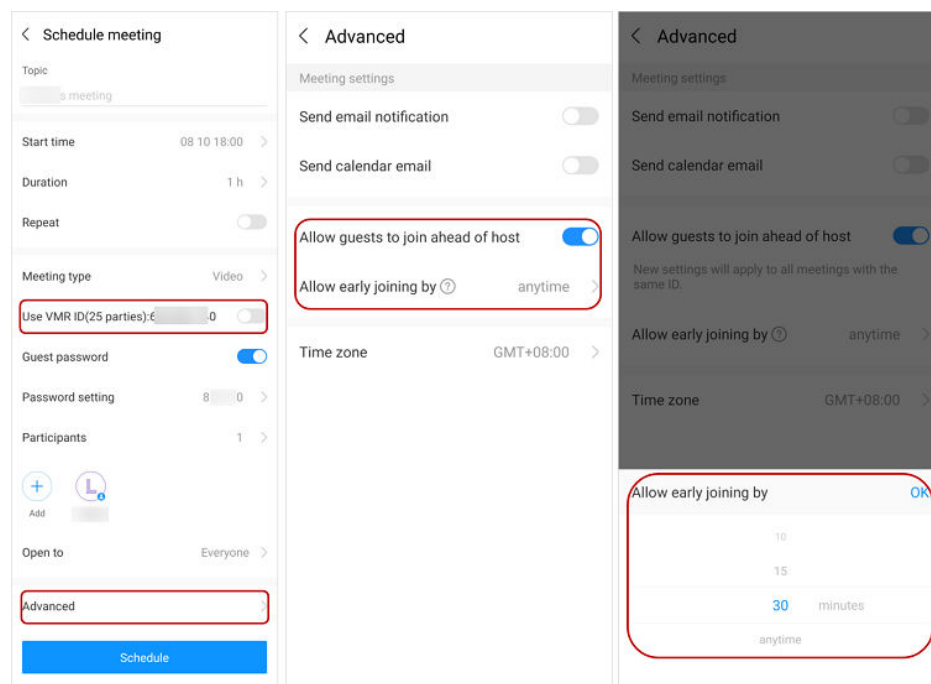 Schedule meeting
Topic
s meeting
Start time 08 10 18:00
Duration 1 h
Repeat
Meeting type Video
Use VMR ID(25 parties):6 0
Guest password
Password setting 8 0
Participants 1
L
Add
Open to Everyone
Advanced
Schedule
Advanced
Meeting settings
Send email notification
Send calendar email
Allow guests to join ahead of host
Allow early joining by ? anytime
Time zone GMT+08:00
Advanced
Meeting settings
Send email notification
Send calendar email
Allow guests to join ahead of host
New settings will apply to all meetings with the
same ID.
Allow early joining by ? anytime
Time zone GMT+08:00
Allow early joining by OK
10
15
30 minutes
anytime